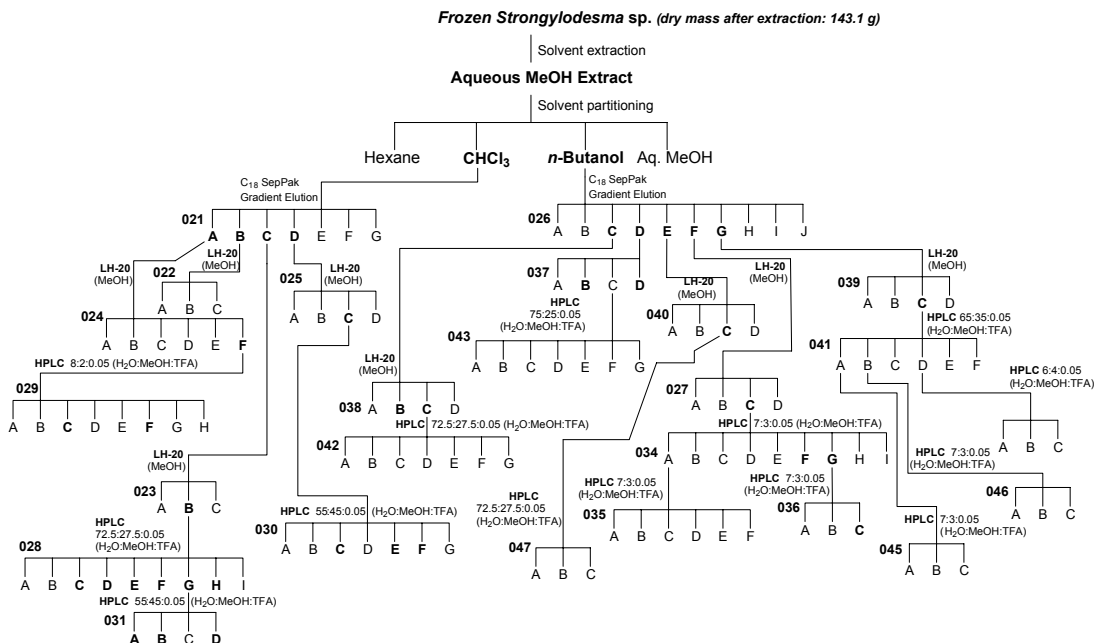 Frozen Strongylodesma sp. (dry mass after extraction: 143.1 g)
Solvent extraction
Aqueous MeOH Extract
Solvent partitioning
Hexane CHCl₃ n-Butanol Aq. MeOH
C₁₈ SepPak
Gradient Elution
C₁₈ SepPak
Gradient Elution
021
A B C D E F G
026
A B C D E F G H I J
LH-20
(MeOH)
022
A B C
LH-20
(MeOH)
024
A B C D E F
LH-20
(MeOH)
025
A B C D
037
A B C D
LH-20
(MeOH)
040
A B C D
LH-20
(MeOH)
LH-20
(MeOH)
039
A B C D
HPLC
75:25:0.05
(H₂O:MeOH:TFA)
043
A B C D E F G
HPLC 65:35:0.05
(H₂O:MeOH:TFA)
041
A B C D E F
HPLC 8:2:0.05 (H₂O:MeOH:TFA)
029
A B C D E F G H
LH-20
(MeOH)
038
A B C D
HPLC 72.5:27.5:0.05 (H₂O:MeOH:TFA)
042
A B C D E F G
027
A B C D
HPLC 7:3:0.05 (H₂O:MeOH:TFA)
034
A B C D E F G H I
HPLC 6:4:0.05
(H₂O:MeOH:TFA)
A B C
LH-20
(MeOH)
023
A B C
HPLC
72.5:27.5:0.05
(H₂O:MeOH:TFA)
028
A B C D E F G H I
HPLC 55:45:0.05 (H₂O:MeOH:TFA)
030
A B C D E F G
HPLC
72.5:27.5:0.05
(H₂O:MeOH:TFA)
047
A B C
HPLC 7:3:0.05
(H₂O:MeOH:TFA)
035
A B C D E F
HPLC 7:3:0.05
(H₂O:MeOH:TFA)
036
A B C
HPLC 7:3:0.05
(H₂O:MeOH:TFA)
046
A B C
HPLC 7:3:0.05
(H₂O:MeOH:TFA)
045
A B C
HPLC 55:45:0.05 (H₂O:MeOH:TFA)
031
A B C D